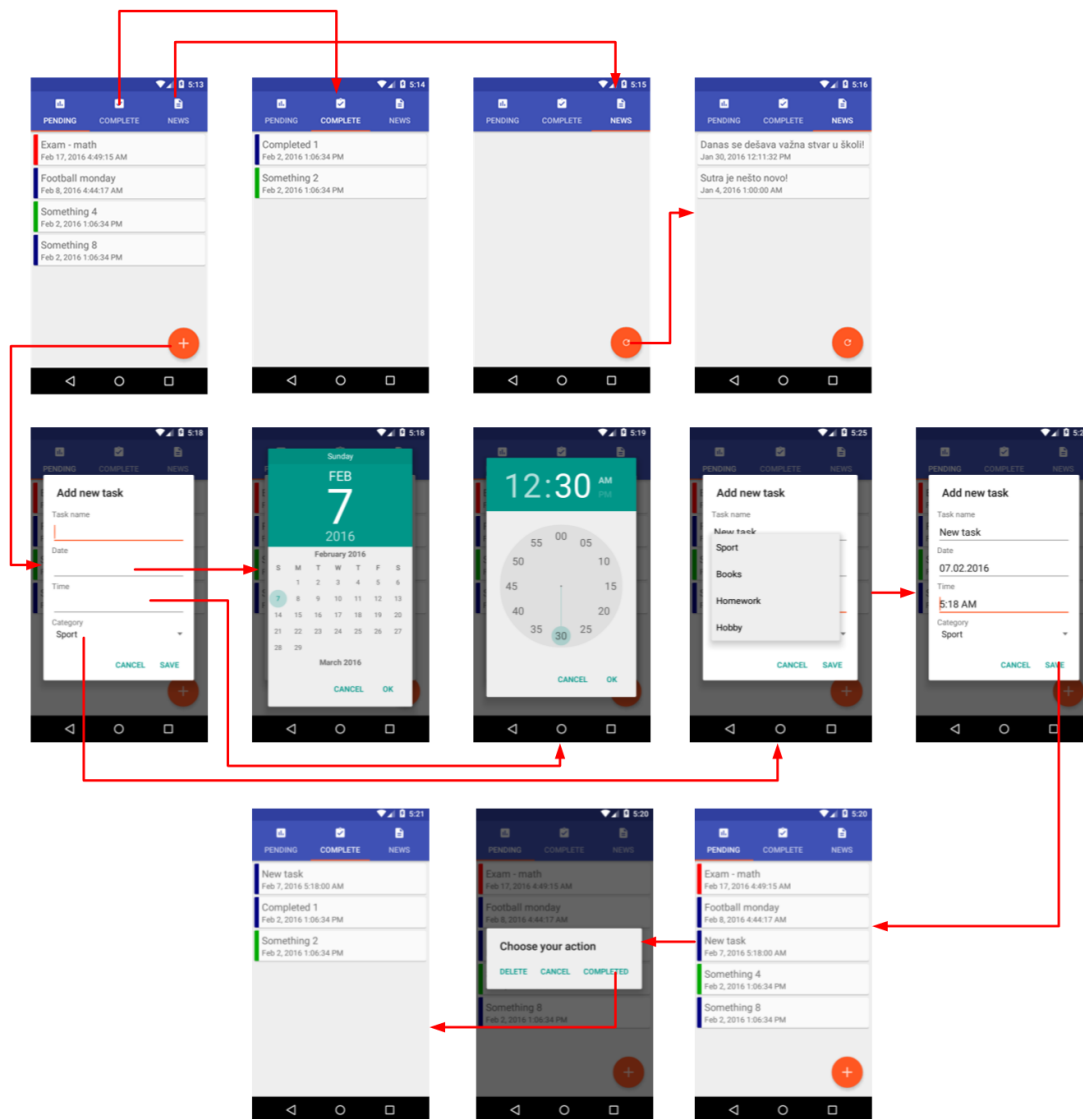 5:13
PENDING COMPLETE NEWS
Exam - math
Feb 17, 2016 4:49:15 AM
Football monday
Feb 8, 2016 4:44:17 AM
Something 4
Feb 2, 2016 1:06:34 PM
Something 8
Feb 2, 2016 1:06:34 PM
5:14
PENDING COMPLETE NEWS
Completed 1
Feb 2, 2016 1:06:34 PM
Something 2
Feb 2, 2016 1:06:34 PM
5:15
PENDING COMPLETE NEWS
5:16
PENDING COMPLETE NEWS
Danas se dešava važna stvar u školi!
Jan 30, 2016 12:11:32 PM
Sutra je nešto novo!
Jan 4, 2016 1:00:00 AM
5:18
PENDING COMPLETE NEWS
Add new task
Task name
Date
Time
Category
Sport
CANCEL SAVE
5:18
Sunday
FEB
7
2016
February 2016
S M T W T F S
1 2 3 4 5 6
7 8 9 10 11 12 13
14 15 16 17 18 19 20
21 22 23 24 25 26 27
28 29
March 2016
CANCEL OK
5:19
12:30 AM
PM
00
55 05
50 10
45 15
40 20
35 25
30
CANCEL OK
5:25
PENDING COMPLETE NEWS
Add new task
Task name
New task
Sport
Books
Homework
Hobby
CANCEL SAVE
PENDING COMPLETE NEWS
Add new task
Task name
New task
Date
07.02.2016
Time
5:18 AM
Category
Sport
CANCEL SAVE
5:21
PENDING COMPLETE NEWS
New task
Feb 7, 2016 5:18:00 AM
Completed 1
Feb 2, 2016 1:06:34 PM
Something 2
Feb 2, 2016 1:06:34 PM
5:20
PENDING COMPLETE NEWS
Exam - math
Feb 17, 2016 4:49:15 AM
Football monday
Feb 8, 2016 4:44:17 AM
Choose your action
DELETE CANCEL COMPLETED
Something 8
Feb 2, 2016 1:06:34 PM
5:20
PENDING COMPLETE NEWS
Exam - math
Feb 17, 2016 4:49:15 AM
Football monday
Feb 8, 2016 4:44:17 AM
New task
Feb 7, 2016 5:18:00 AM
Something 4
Feb 2, 2016 1:06:34 PM
Something 8
Feb 2, 2016 1:06:34 PM